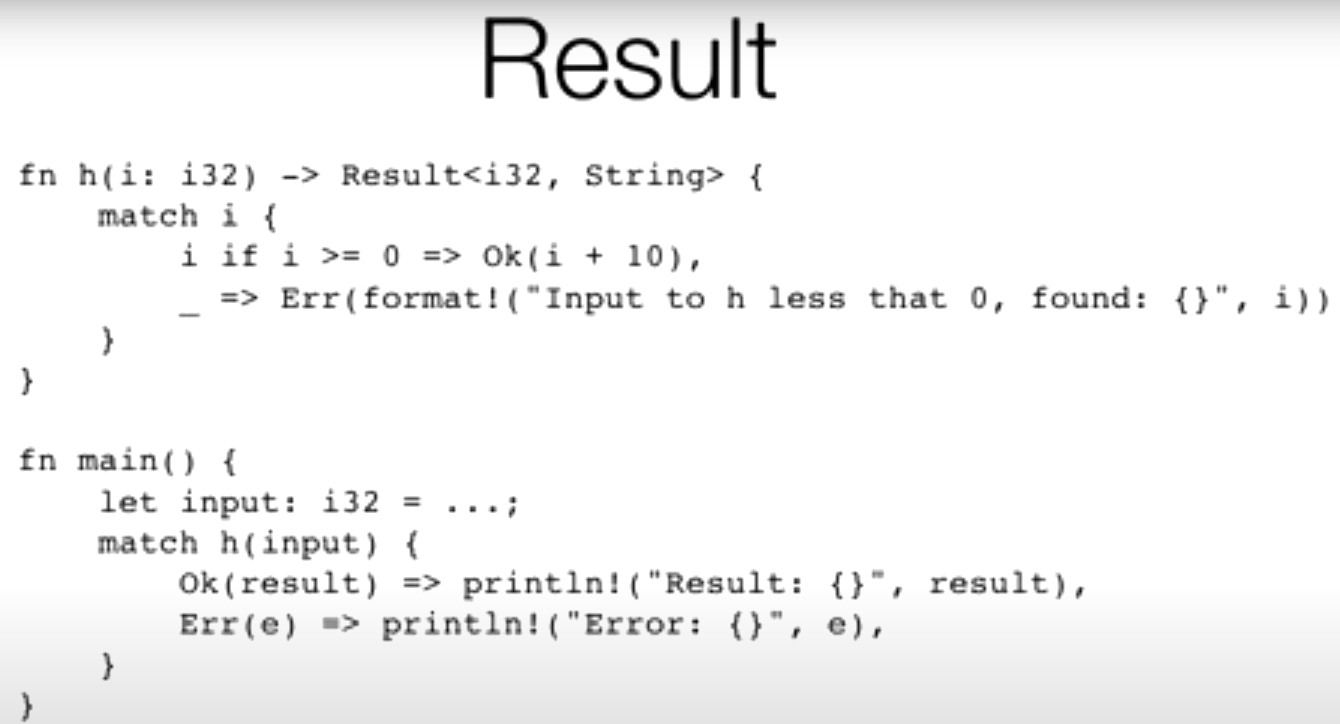 Result
fn h(i: i32) -> Result<i32, String> {
    match i {
        i if i >= 0 => Ok(i + 10),
        _ => Err(format!("Input to h less that 0, found: {}", i))
    }
}

fn main() {
    let input: i32 = ...;
    match h(input) {
        Ok(result) => println!("Result: {}", result),
        Err(e) => println!("Error: {}", e),
    }
}